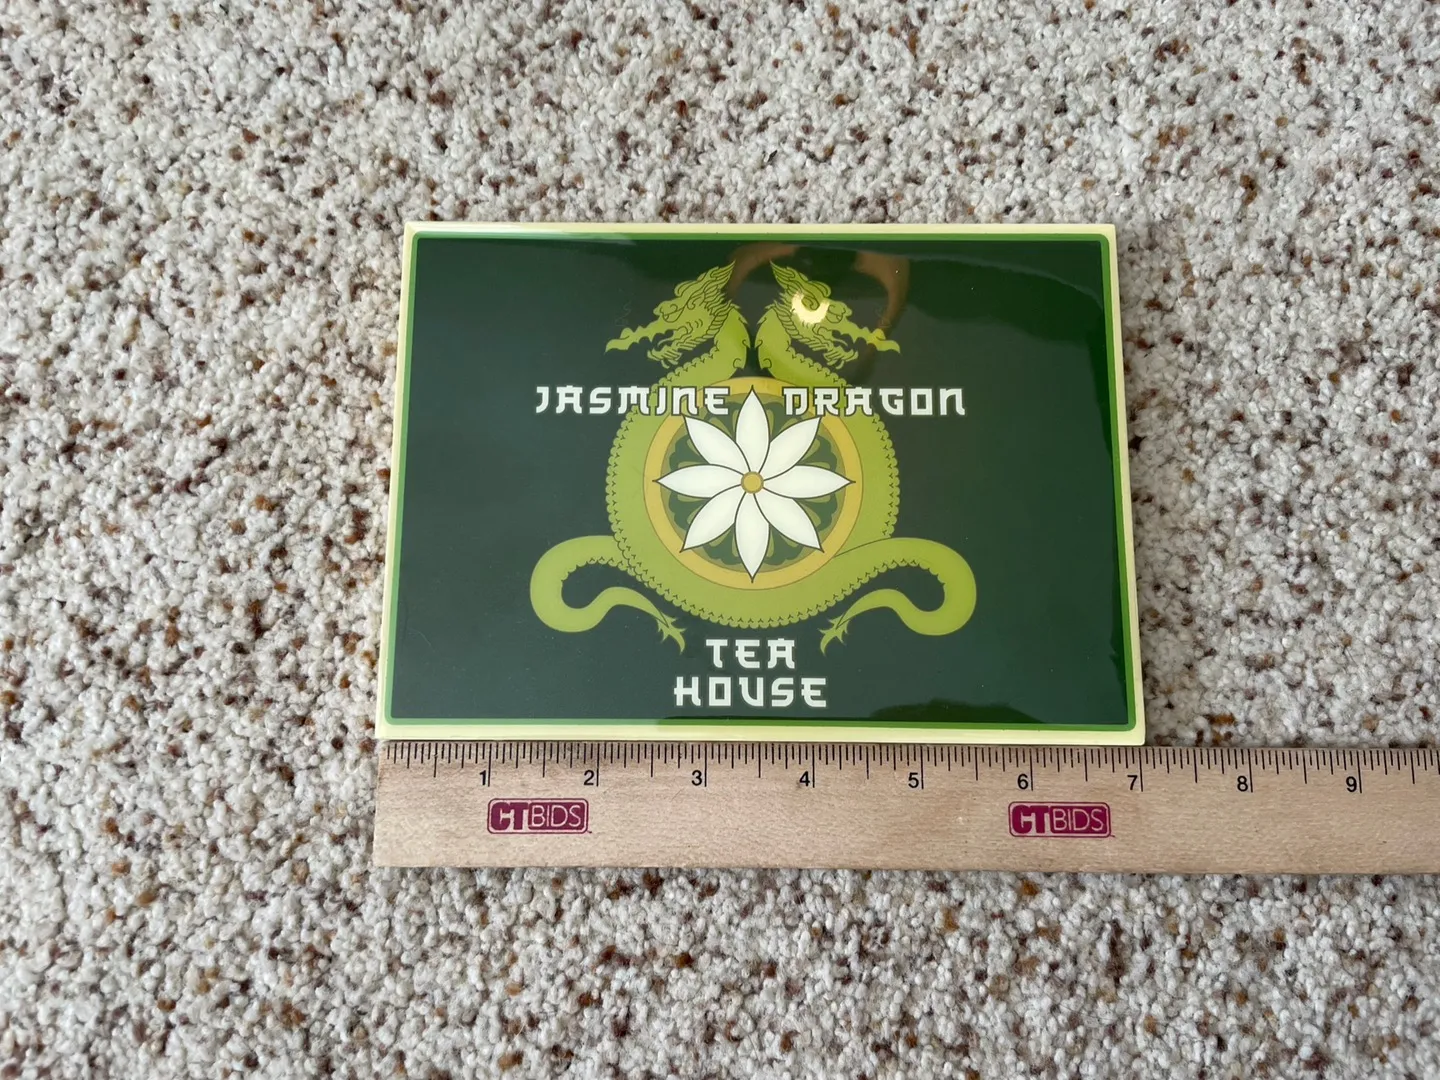 JASMINE DRAGON
TEA
HOUSE
1 2 3 4 5 6 7 8 9
CTBIDS CTBIDS